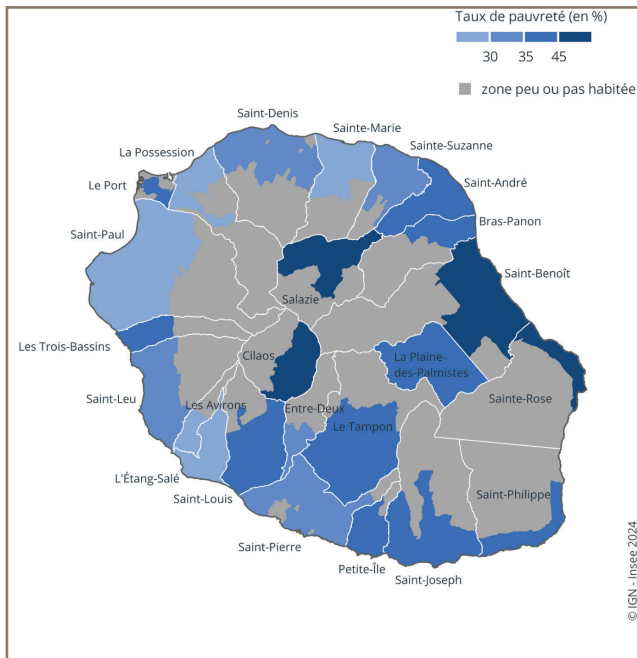 Taux de pauvreté (en %)
30 35 45
zone peu ou pas habitée
Saint-Denis
Sainte-Marie
Sainte-Suzanne
La Possession
Saint-André
Le Port
Bras-Panon
Saint-Paul
Saint-Benoît
Salazie
Les Trois-Bassins
Cilaos
La Plaine-
des-Palmistes
Saint-Leu
Les Avirons
Entre-Deux
Sainte-Rose
Le Tampon
L'Étang-Salé
Saint-Louis
Saint-Philippe
Saint-Pierre
Petite-Île
Saint-Joseph
© IGN - Insee 2024